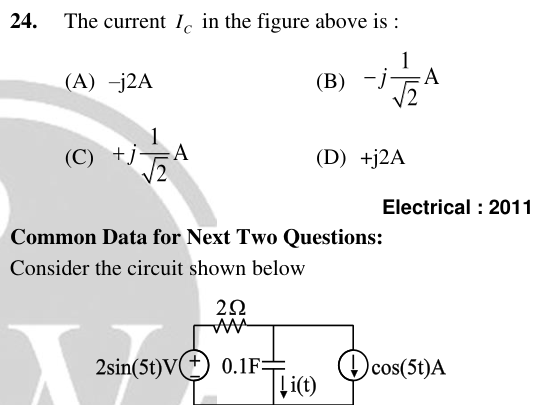 24. The current I_c in the figure above is :
(A) –j2A (B) −j 1/√2 A
(C) +j 1/√2 A (D) +j2A
Electrical : 2011
Common Data for Next Two Questions:
Consider the circuit shown below
2Ω
2sin(5t)V + − 0.1F i(t) cos(5t)A